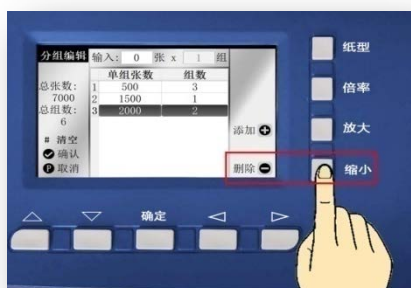 分组编辑 输入: 0 张 x 1 组
单组张数 组数
总张数: 1 500 3
7000 2 1500 1
总组数: 3 2000 2
6
# 清空
确认
P 取消
添加 +
删除 -
纸型
倍率
放大
缩小
确定